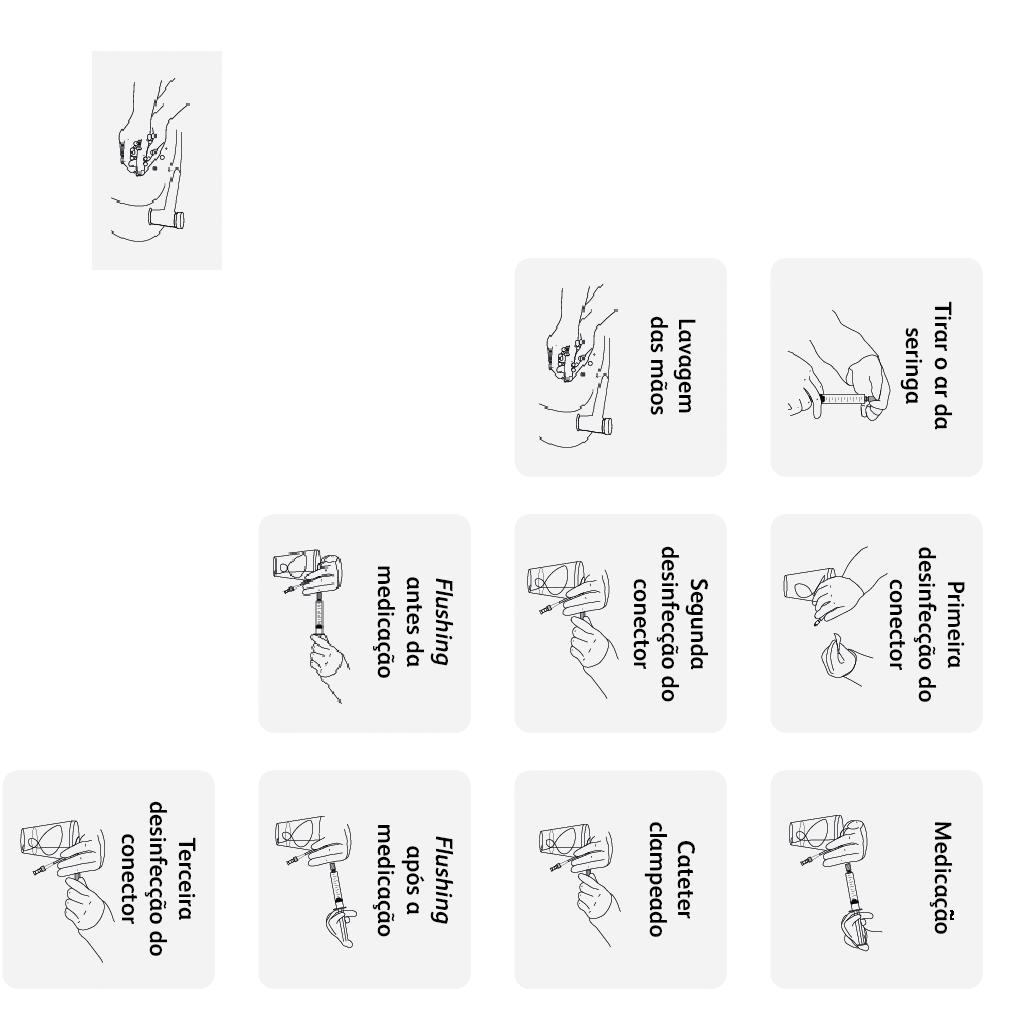 Tirar o ar da
seringa
Primeira
desinfecção do
conector
Medicação
Lavagem
das mãos
Segunda
desinfecção do
conector
Cateter
clampeado
Flushing
antes da
medicação
Flushing
após a
medicação
Terceira
desinfecção do
conector